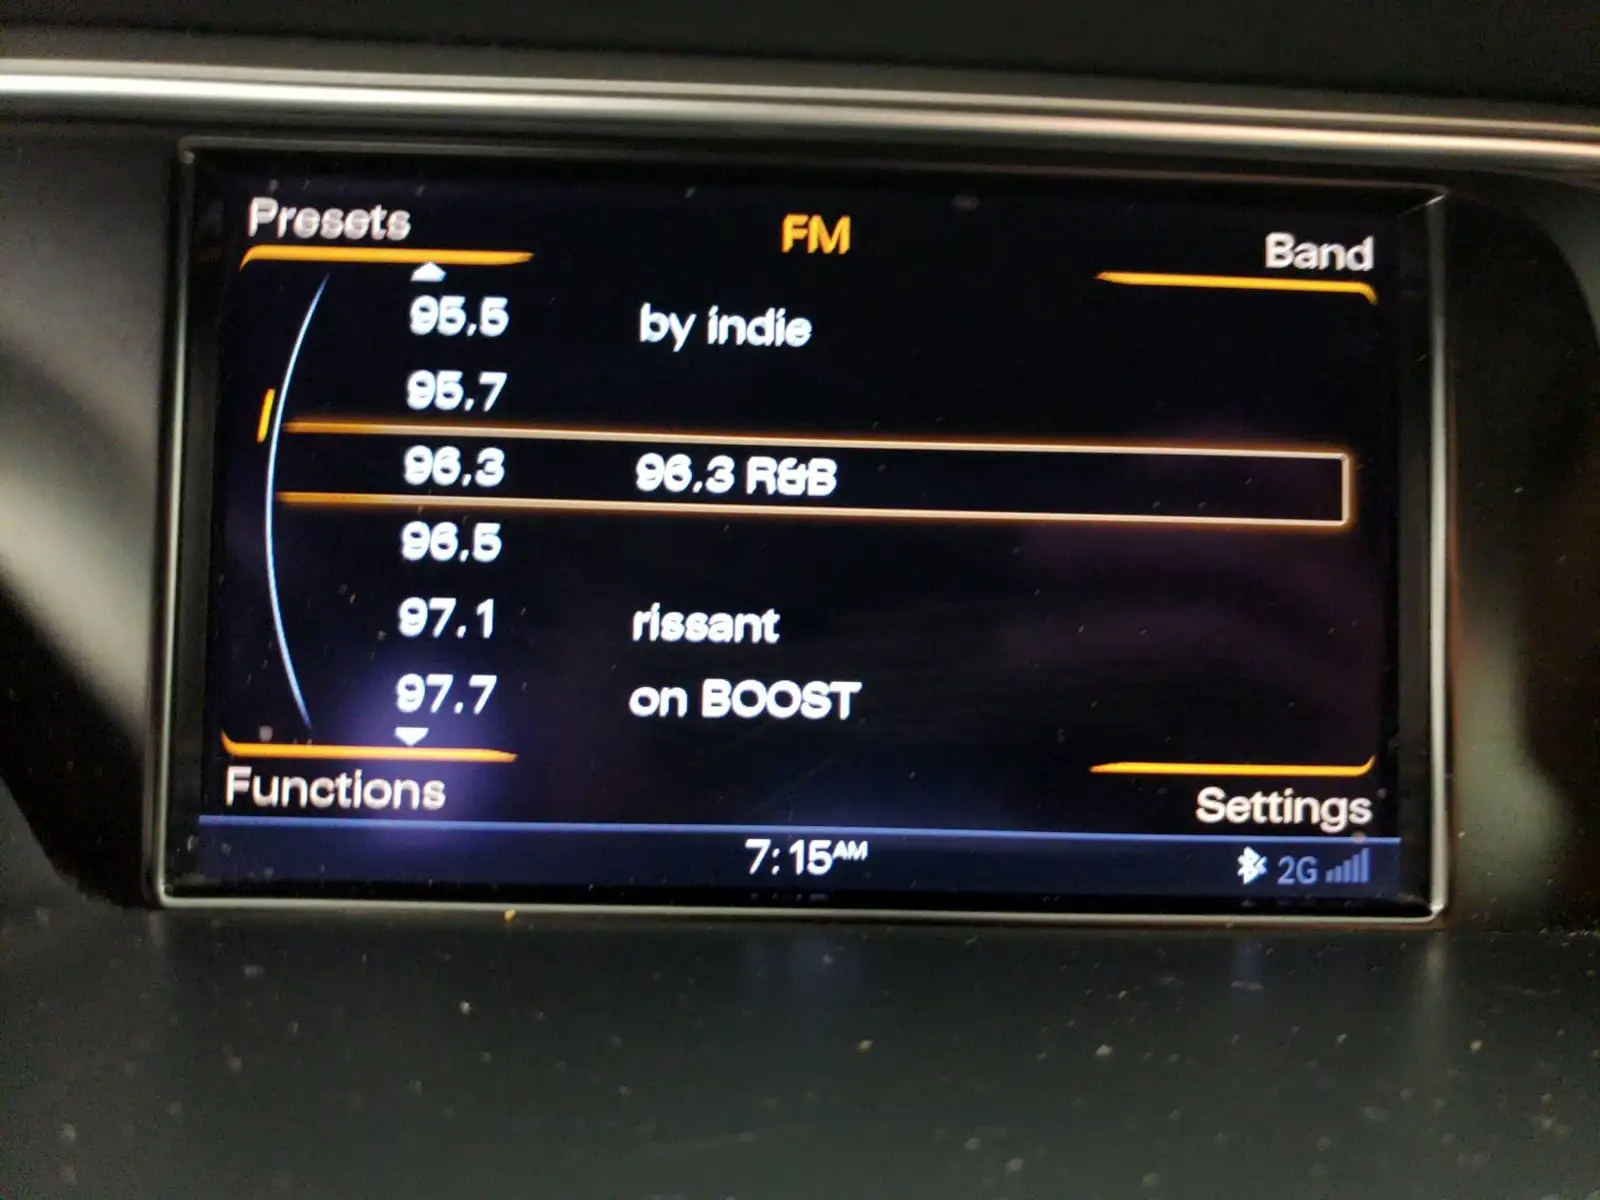 Presets
FM
Band
95.5 by indie
95.7
96.3 96.3 R&B
96.5
97.1 rissant
97.7 on BOOST
Functions
Settings
7:15AM
2G